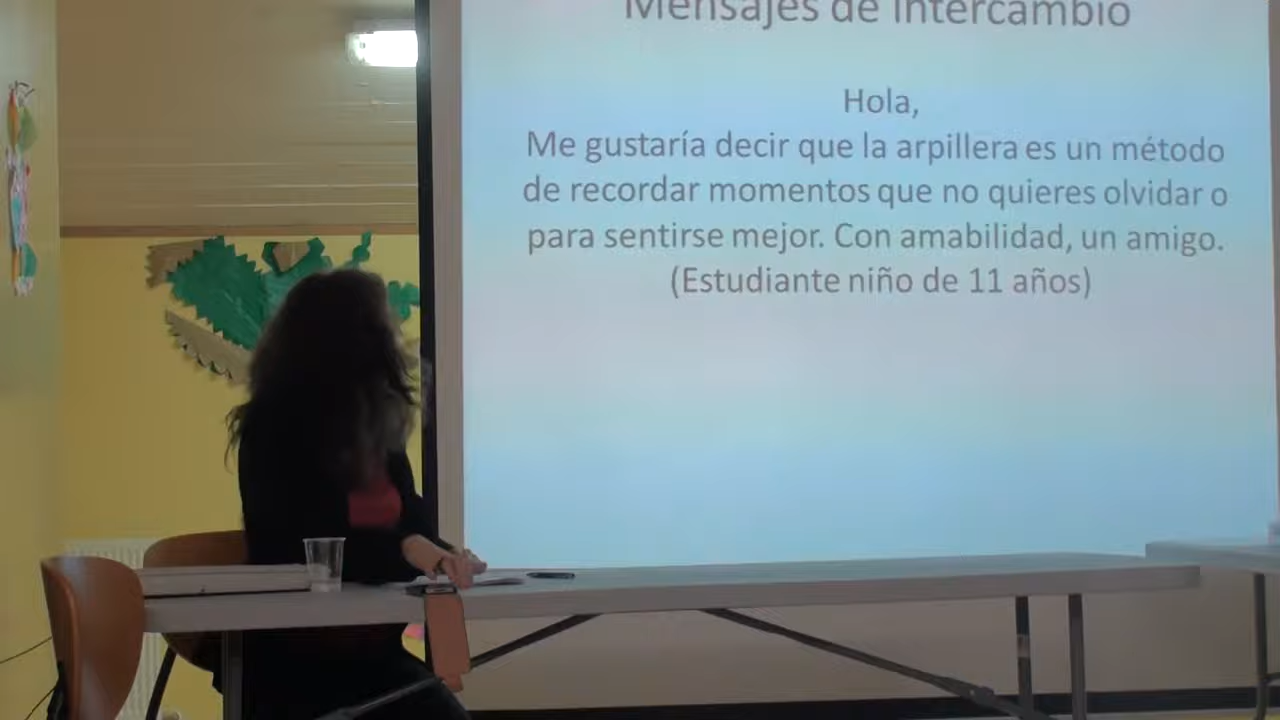 Mensajes de intercambio
Hola,
Me gustaría decir que la arpillera es un método
de recordar momentos que no quieres olvidar o
para sentirse mejor. Con amabilidad, un amigo.
(Estudiante niño de 11 años)